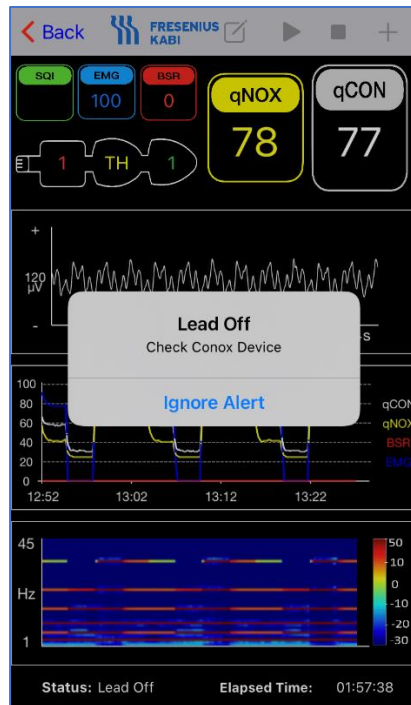 Back
FRESENIUS
KABI
SQI
EMG
100
BSR
0
qNOX
78
qCON
77
1
TH
1
+
120
µV
-
s
Lead Off
Check Conox Device
Ignore Alert
100
80
60
40
20
0
qCON
qNOX
BSR
EMG
12:52
13:02
13:12
13:22
45
Hz
1
50
10
0
-10
-20
-30
Status: Lead Off
Elapsed Time: 01:57:38